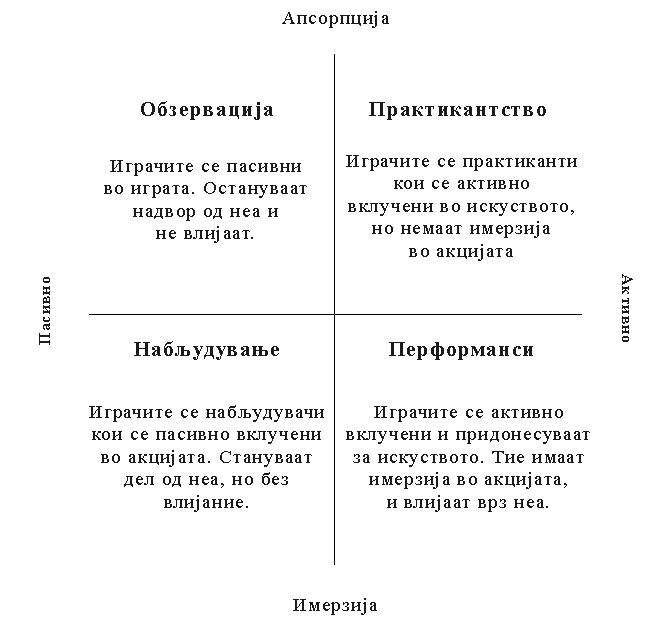 Апсорпција
Обзервација
Играчите се пасивни
во играта. Остануваат
надвор од неа и
не влијаат.
Практикантство
Играчите се практиканти
кои се активно
вклучени во искуството,
но немаат имерзија
во акцијата
Пасивно
Активно
Набљудување
Играчите се набљудувачи
кои се пасивно вклучени
во акцијата. Стануваат
дел од неа, но без
влијание.
Перформанси
Играчите се активно
вклучени и придонесуваат
за искуството. Тие имаат
имерзија во акцијата,
и влијаат врз неа.
Имерзија